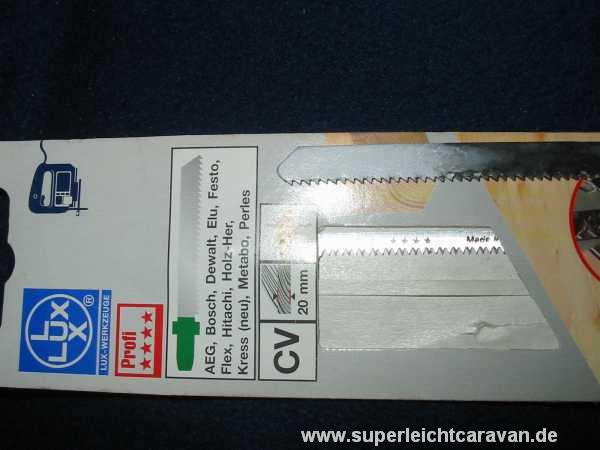 LUX
LUX-WERKZEUGE
Profi
AEG, Bosch, Dewalt, Elu, Festo,
Flex, Hitachi, Holz-Her,
Kress (neu), Metabo, Perles
CV
20 mm
Made
www.superleichtcaravan.de